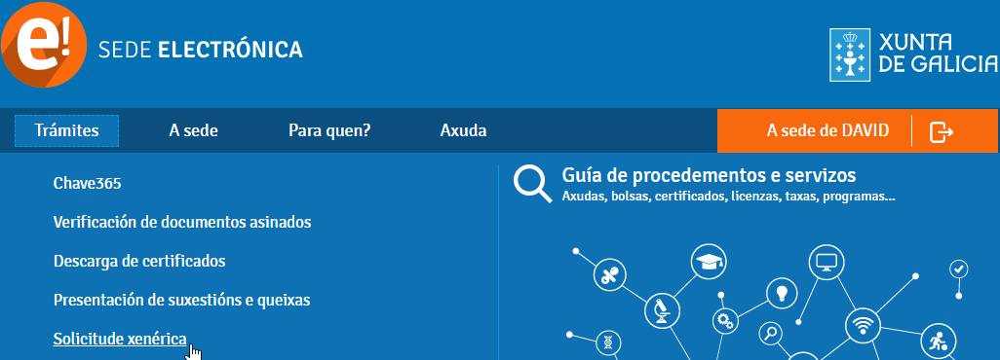 e!
SEDE ELECTRÓNICA
XUNTA
DE GALICIA
Trámites
A sede
Para quen?
Axuda
A sede de DAVID
Chave365
Verificación de documentos asinados
Descarga de certificados
Presentación de suxestións e queixas
Solicitude xenérica
Guía de procedementos e servizos
Axudas, bolsas, certificados, licenzas, taxas, programas...